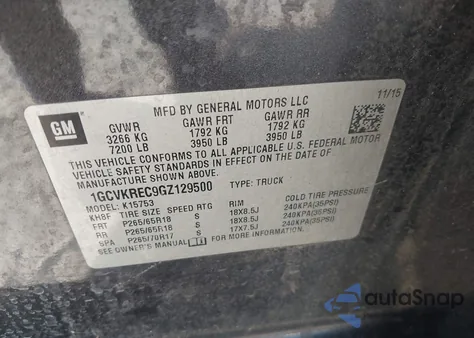 11/15
MFD BY GENERAL MOTORS LLC
GM
GVWR GAWR FRT GAWR RR
3266 KG 1792 KG 1792 KG
7200 LB 3950 LB 3950 LB
THIS VEHICLE CONFORMS TO ALL APPLICABLE U.S. FEDERAL MOTOR
VEHICLE SAFETY STANDARDS IN EFFECT ON THE DATE OF
MANUFACTURE SHOWN ABOVE.
1GCVKREC9GZ129500 TYPE: TRUCK
MODEL: K15753
KHBF TIRE SIZE SPEED RTG RIM COLD TIRE PRESSURE
FRT P265/65R18 S 18X8.5J 240KPA(35PSI)
RR P265/65R18 S 18X8.5J 240KPA(35PSI)
SPA P265/70R17 S 17X7.5J 240KPA(35PSI)
SEE OWNER'S MANUAL
autoSnap